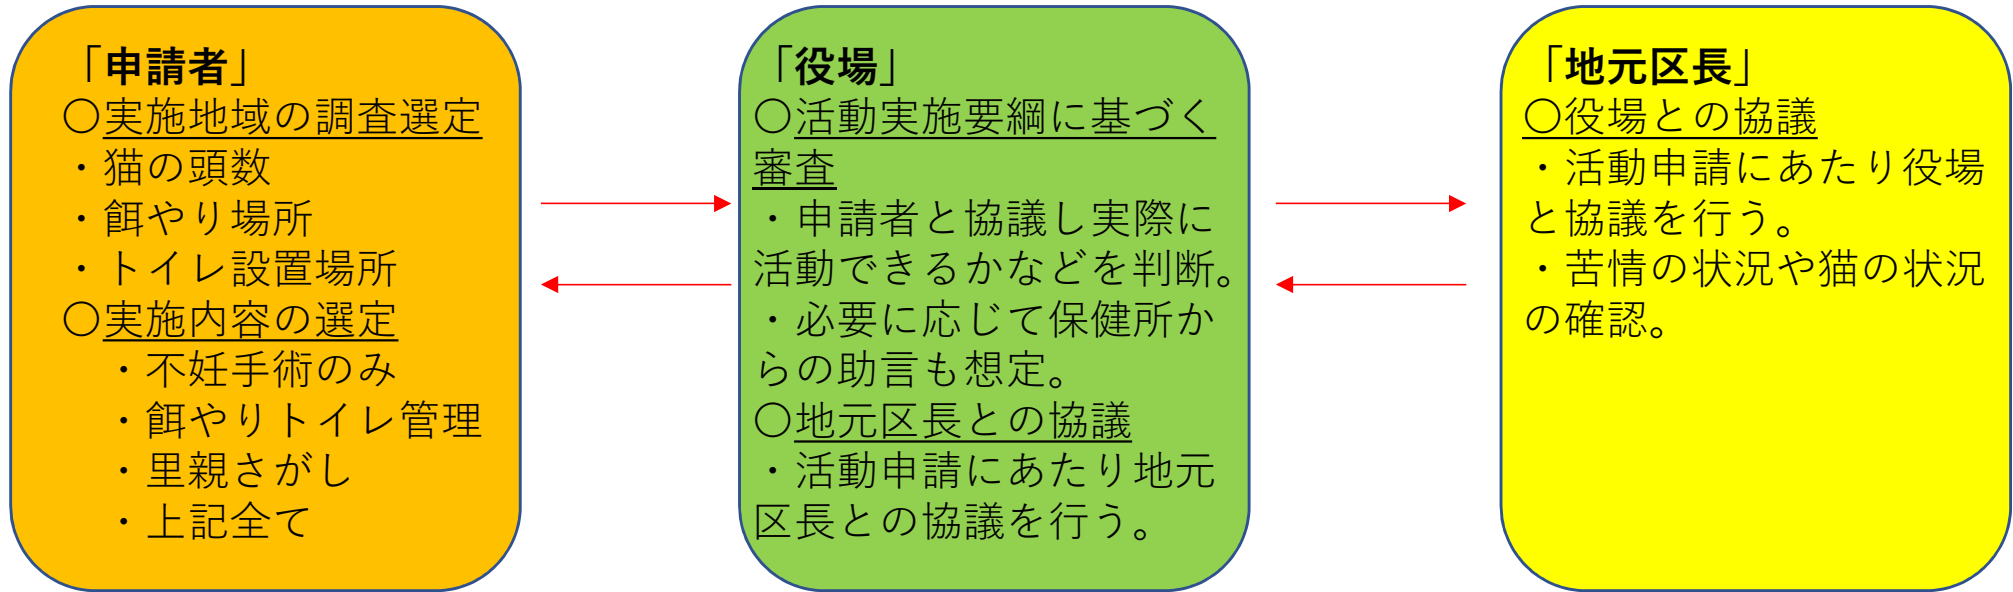 「申請者」
〇実施地域の調査選定
・猫の頭数
・餌やり場所
・トイレ設置場所
〇実施内容の選定
・不妊手術のみ
・餌やりトイレ管理
・里親さがし
・上記全て
「役場」
〇活動実施要綱に基づく
審査
・申請者と協議し実際に
活動できるかなどを判断。
・必要に応じて保健所か
らの助言も想定。
〇地元区長との協議
・活動申請にあたり地元
区長との協議を行う。
「地元区長」
〇役場との協議
・活動申請にあたり役場
と協議を行う。
・苦情の状況や猫の状況
の確認。